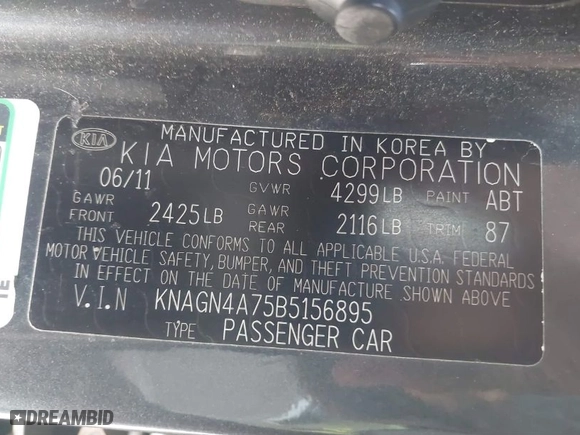 MANUFACTURED IN KOREA BY
KIA KIA MOTORS CORPORATION
06/11 GVWR 4299LB PAINT ABT
GAWR FRONT 2425LB GAWR REAR 2116LB TRIM 87
THIS VEHICLE CONFORMS TO ALL APPLICABLE U.S.A. FEDERAL
MOTOR VEHICLE SAFETY, BUMPER, AND THEFT PREVENTION STANDARDS
IN EFFECT ON THE DATE OF MANUFACTURE SHOWN ABOVE
V.I.N KNAGN4A75B5156895
TYPE PASSENGER CAR
DREAMBID